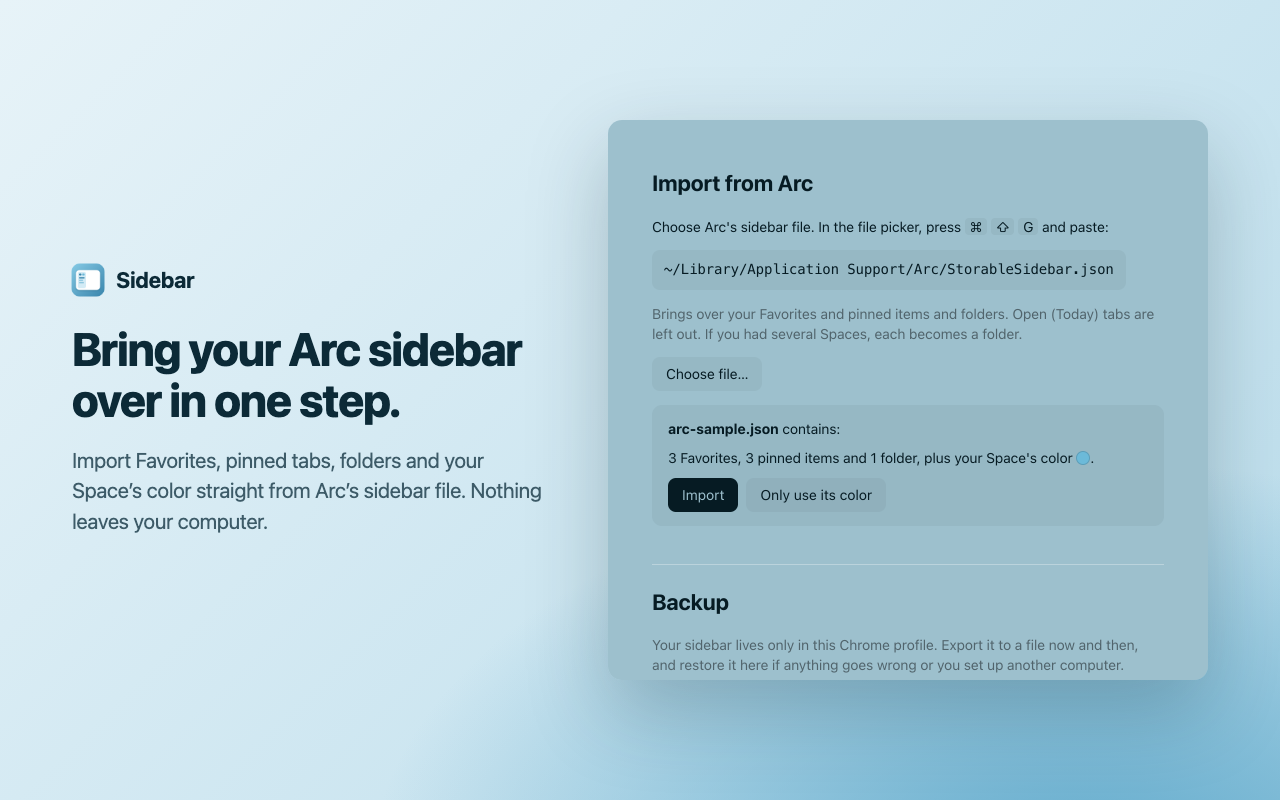 Sidebar
Bring your Arc sidebar
over in one step.
Import Favorites, pinned tabs, folders and your
Space’s color straight from Arc’s sidebar file. Nothing
leaves your computer.
Import from Arc
Choose Arc's sidebar file. In the file picker, press ⌘ ⇧ G and paste:
~/Library/Application Support/Arc/StorableSidebar.json
Brings over your Favorites and pinned items and folders. Open (Today) tabs are
left out. If you had several Spaces, each becomes a folder.
Choose file…
arc-sample.json contains:
3 Favorites, 3 pinned items and 1 folder, plus your Space's color .
Import Only use its color
Backup
Your sidebar lives only in this Chrome profile. Export it to a file now and then,
and restore it here if anything goes wrong or you set up another computer.